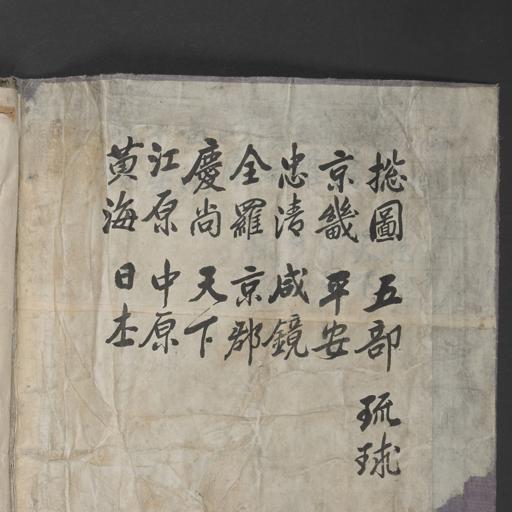 摠圖 五部 琉球
京畿 平安
忠清 咸鏡
全羅 京都
慶尚 天下
江原 中原
黄海 日本